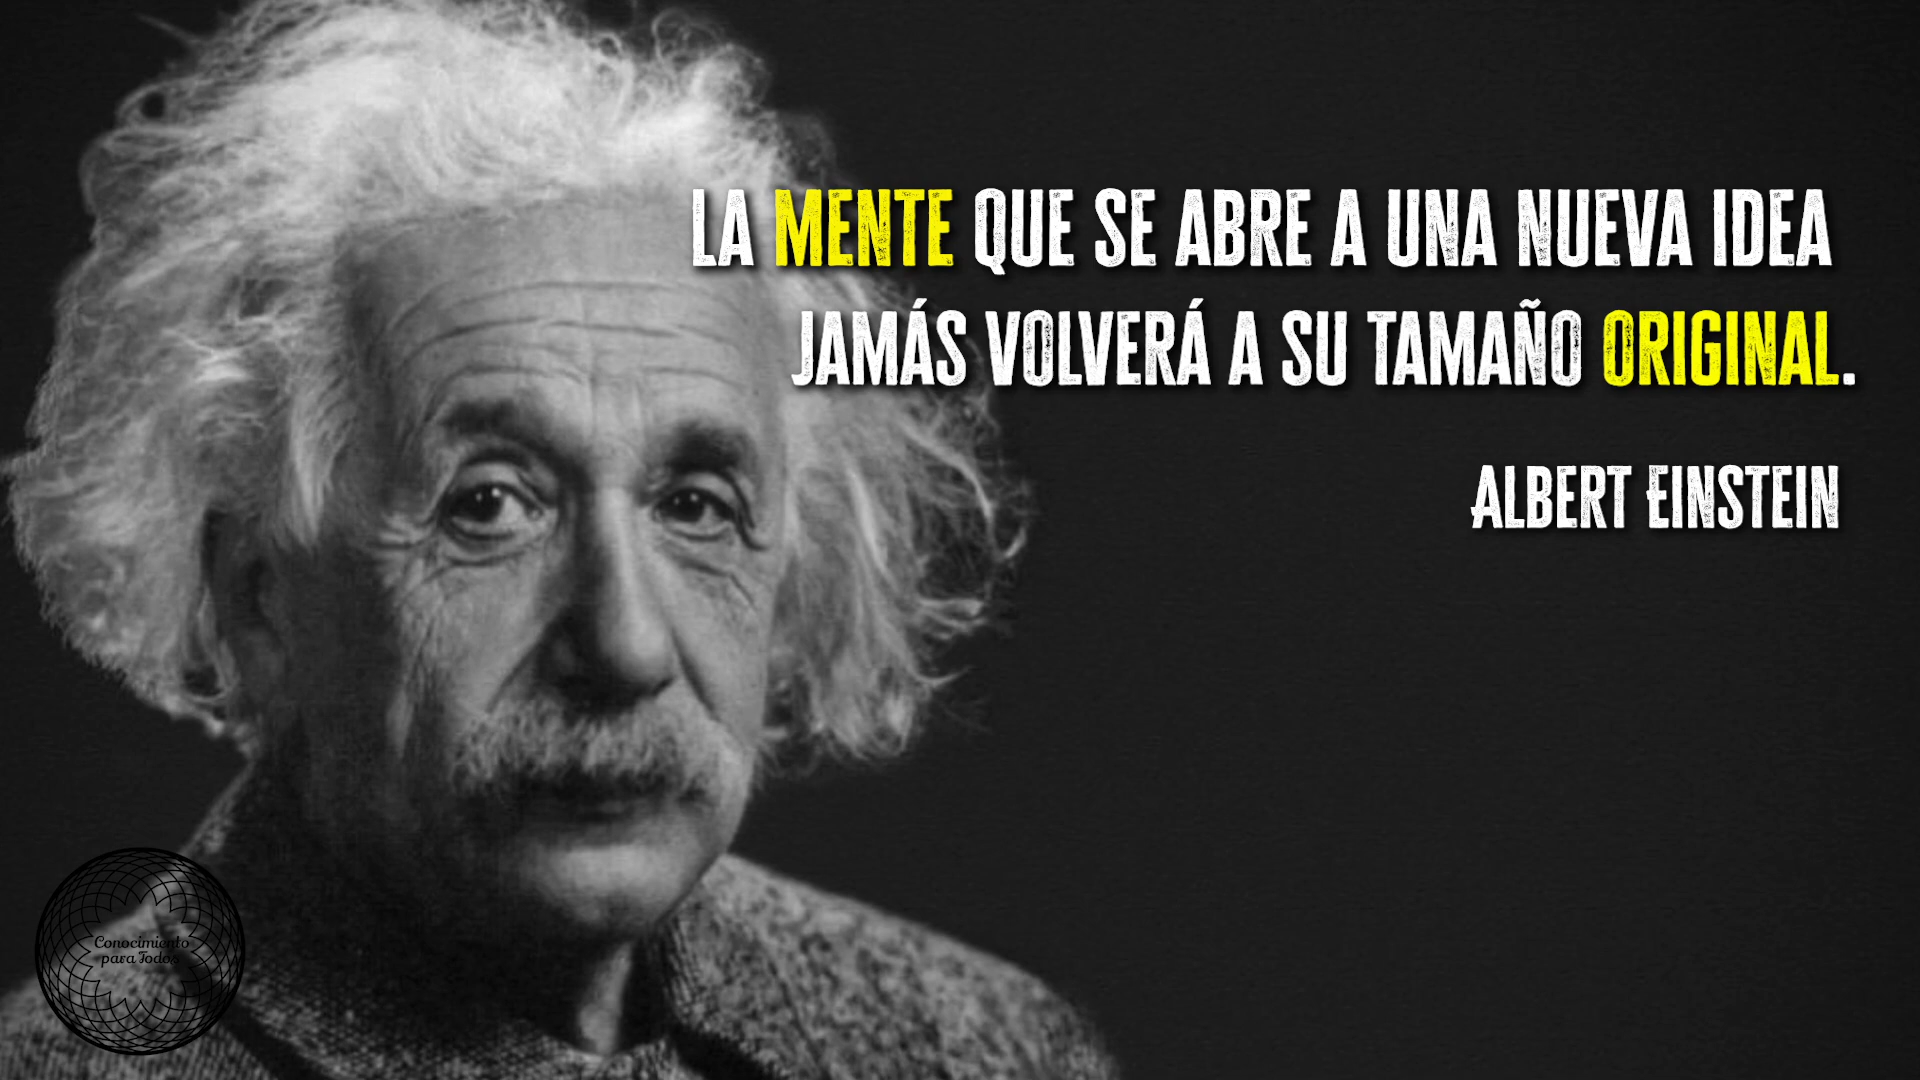 LA MENTE QUE SE ABRE A UNA NUEVA IDEA
JAMÁS VOLVERÁ A SU TAMAÑO ORIGINAL.
ALBERT EINSTEIN
Conocimiento
para Todos